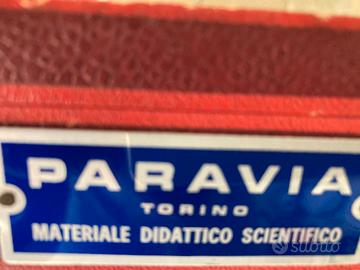 PARAVIA
TORINO
MATERIALE DIDATTICO SCIENTIFICO
subito